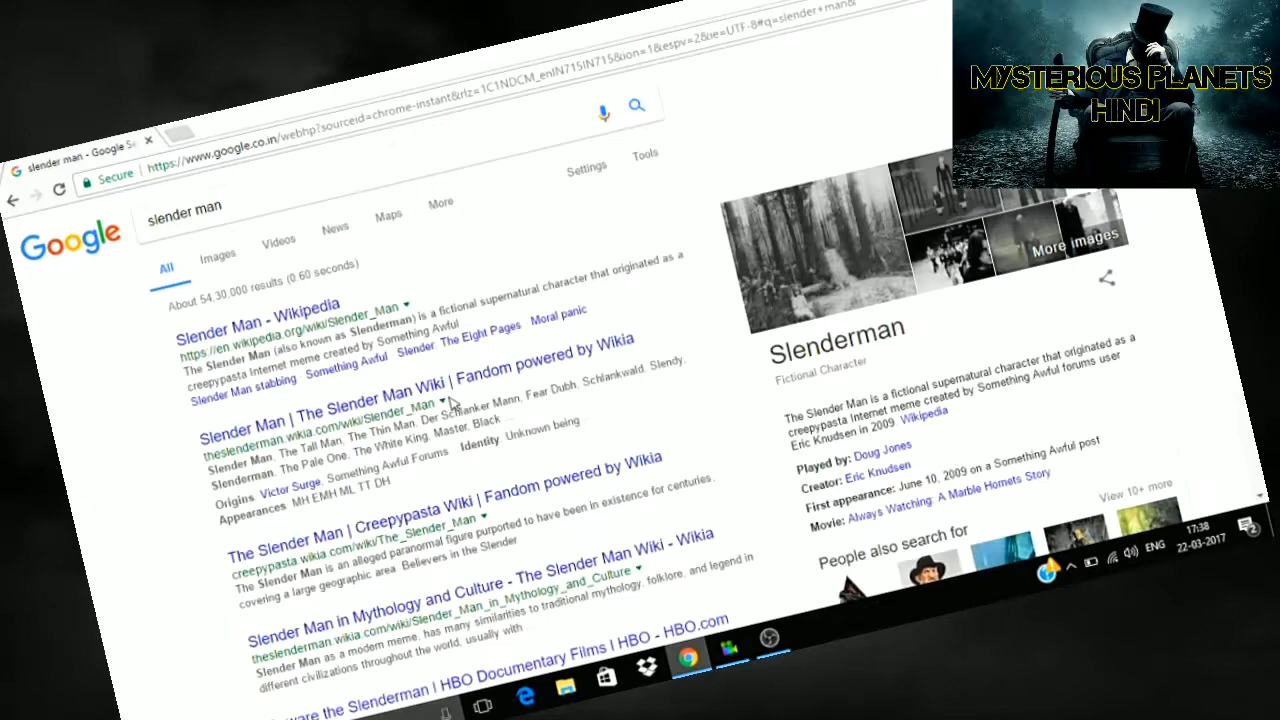 MYSTERIOUS PLANETS
HINDI
slender man - Google Se
Secure
https://www.google.co.in/webhp?sourceid=chrome-instant&rlz=1C1NDCM_enIN715IN715&ion=1&espv=2&ie=UTF-8#q=slender+man&
Google
slender man
All Images Videos News Maps More Settings Tools
About 54,30,000 results (0.60 seconds)
Slender Man - Wikipedia
https://en.wikipedia.org/wiki/Slender_Man
The Slender Man (also known as Slenderman) is a fictional supernatural character that originated as a
creepypasta Internet meme created by Something Awful
Slender Man stabbing Something Awful Slender The Eight Pages Moral panic
Slender Man | The Slender Man Wiki | Fandom powered by Wikia
theslenderman.wikia.com/wiki/Slender_Man
Slender Man, The Tall Man, The Thin Man, Der Schlanker Mann, Fear Dubh, Schlankwald, Slendy,
Slenderman, The Pale One, The White King, Master, Black ...
Origins Victor Surge, Something Awful Forums Identity Unknown being
Appearances: MH EMH ML TT DH
The Slender Man | Creepypasta Wiki | Fandom powered by Wikia
creepypasta.wikia.com/wiki/The_Slender_Man
The Slender Man is an alleged paranormal figure purported to have been in existence for centuries,
covering a large geographic area Believers in the Slender
Slender Man in Mythology and Culture - The Slender Man Wiki - Wikia
theslenderman.wikia.com/wiki/Slender_Man_in_Mythology_and_Culture
Slender Man as a modern meme, has many similarities to traditional mythology, folklore, and legend in
different civilizations throughout the world, usually with
ware the Slenderman | HBO Documentary Films | HBO - HBO.com
More images
Slenderman
Fictional Character
The Slender Man is a fictional supernatural character that originated as a
creepypasta Internet meme created by Something Awful forums user
Eric Knudsen in 2009. Wikipedia
Played by: Doug Jones
Creator: Eric Knudsen
First appearance: June 10, 2009 on a Something Awful post
Movie: Always Watching: A Marble Hornets Story
People also search for
View 10+ more
ENG
17:38
22-03-2017
2